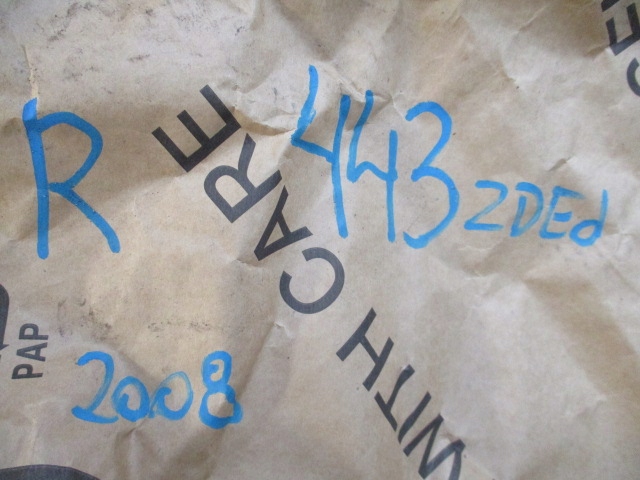 R 443 2DEd
WITH CARE
PAP
2008